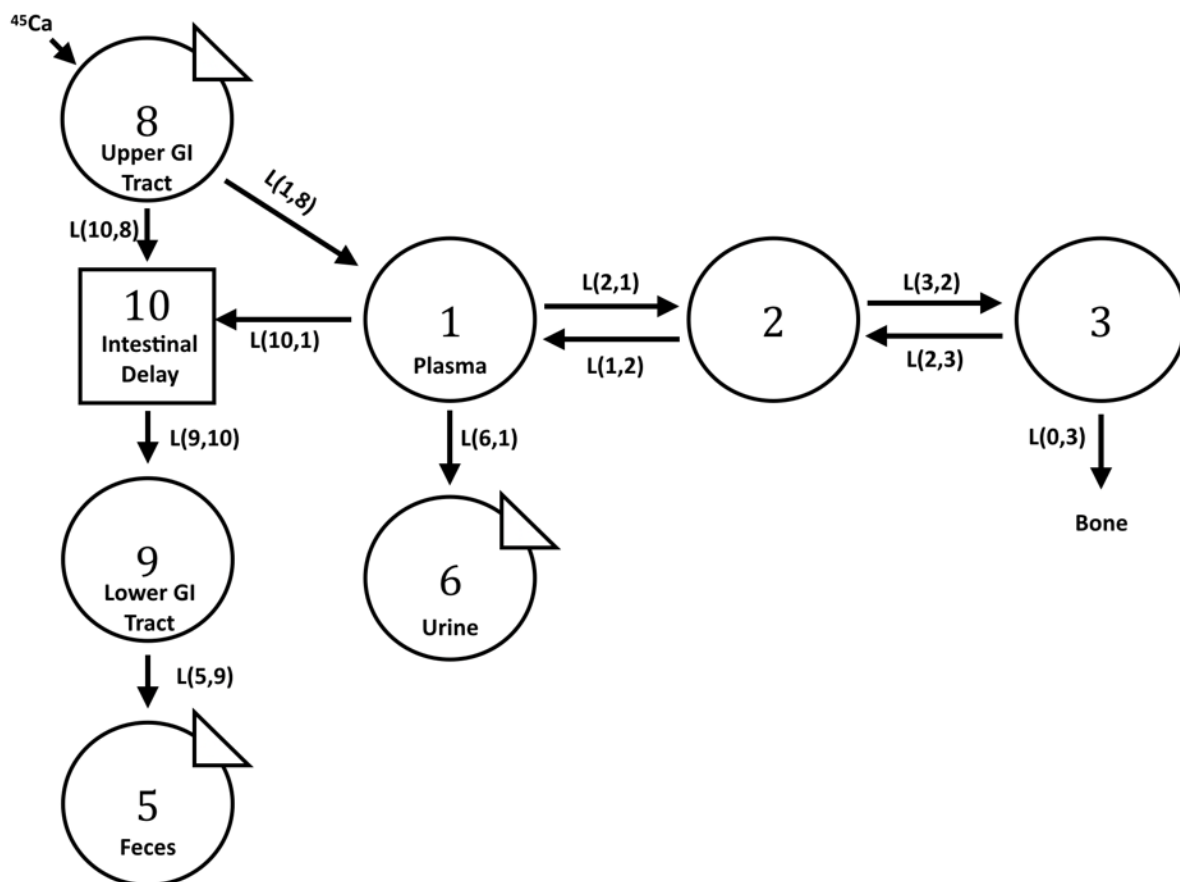 ⁴⁵Ca
8
Upper GI
Tract
L(1,8)
L(10,8)
10
Intestinal
Delay
L(10,1)
1
Plasma
L(2,1)
L(1,2)
2
L(3,2)
L(2,3)
3
L(9,10)
L(6,1)
L(0,3)
Bone
9
Lower GI
Tract
6
Urine
L(5,9)
5
Feces